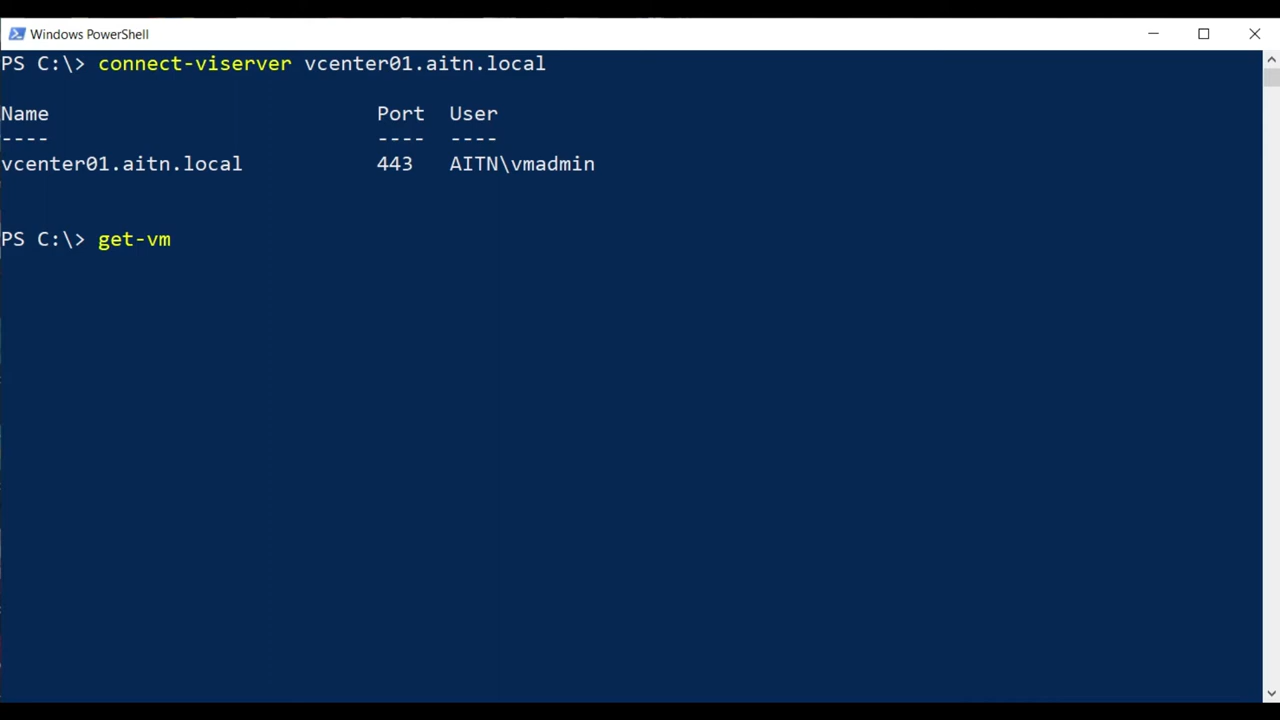 Windows PowerShell
PS C:\> connect-viserver vcenter01.aitn.local
Name Port User
---- ---- ----
vcenter01.aitn.local 443 AITN\vmadmin
PS C:\> get-vm